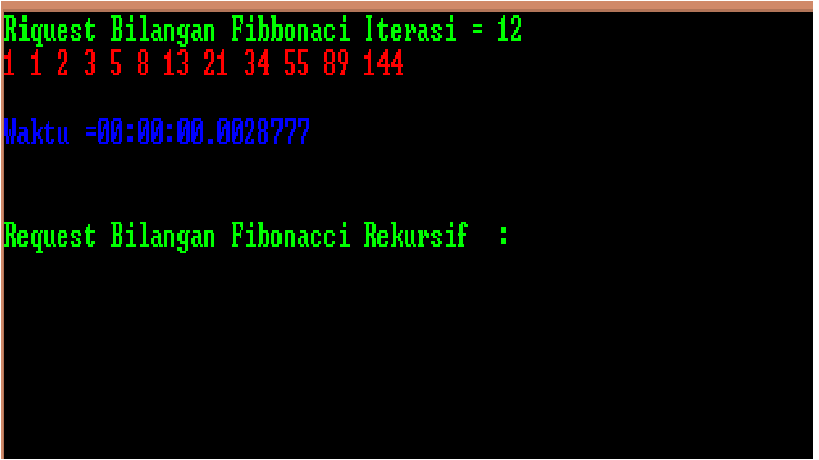 Riquest Bilangan Fibbonaci Iterasi = 12
1 1 2 3 5 8 13 21 34 55 89 144
Waktu =00:00:00.0028777
Request Bilangan Fibonacci Rekursif :